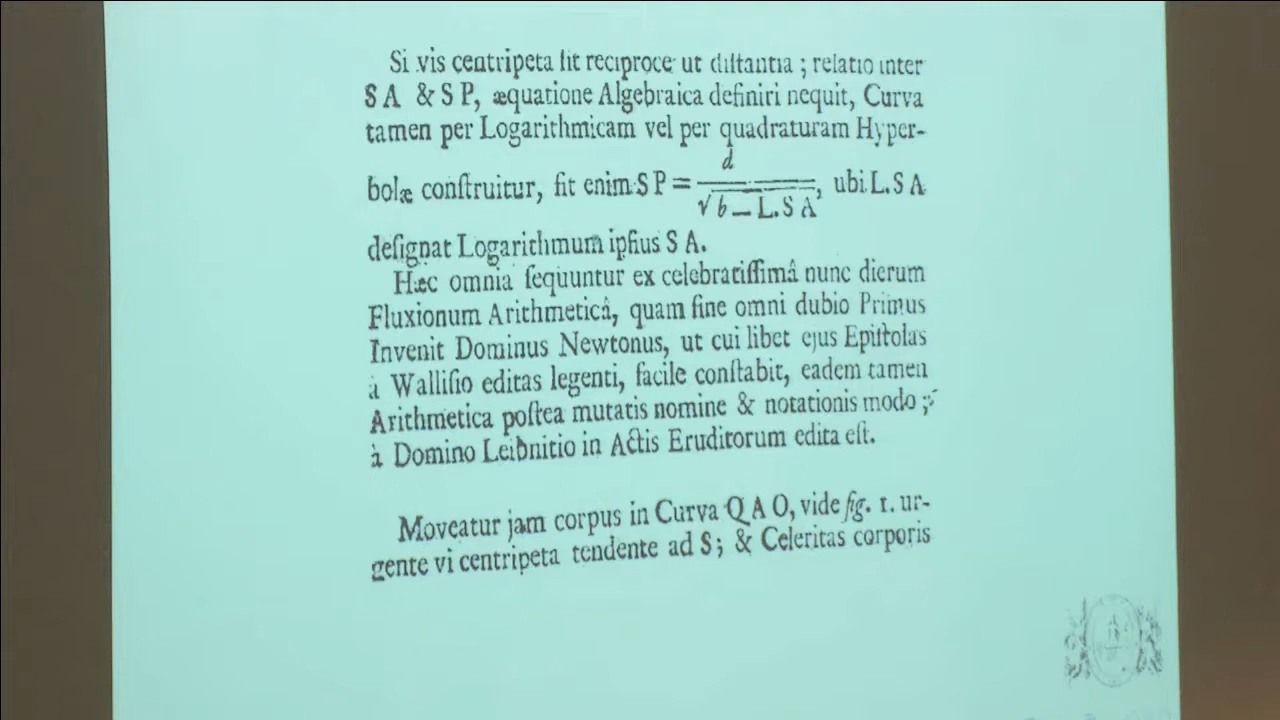 Si vis centripeta ſit reciproce ut diſtantia ; relatio inter
S A & S P, æquatione Algebraica definiri nequit, Curva
tamen per Logarithmicam vel per quadraturam Hyper-
bolæ conſtruitur, fit enim S P = d / √ b — L.S A, ubi L.S A
deſignat Logarithmum ipſius S A.
Hæc omnia ſequuntur ex celebratiſſimâ nunc dierum
Fluxionum Arithmeticâ, quam ſine omni dubio Primus
Invenit Dominus Newtonus, ut cui libet ejus Epiſtolas
à Walliſio editas legenti, facile conſtabit, eadem tamen
Arithmetica poſtea mutatis nomine & notationis modo ;
à Domino Leibnitio in Actis Eruditorum edita eſt.
Moveatur jam corpus in Curva Q A O, vide fig. 1. ur-
gente vi centripeta tendente ad S ; & Celeritas corporis